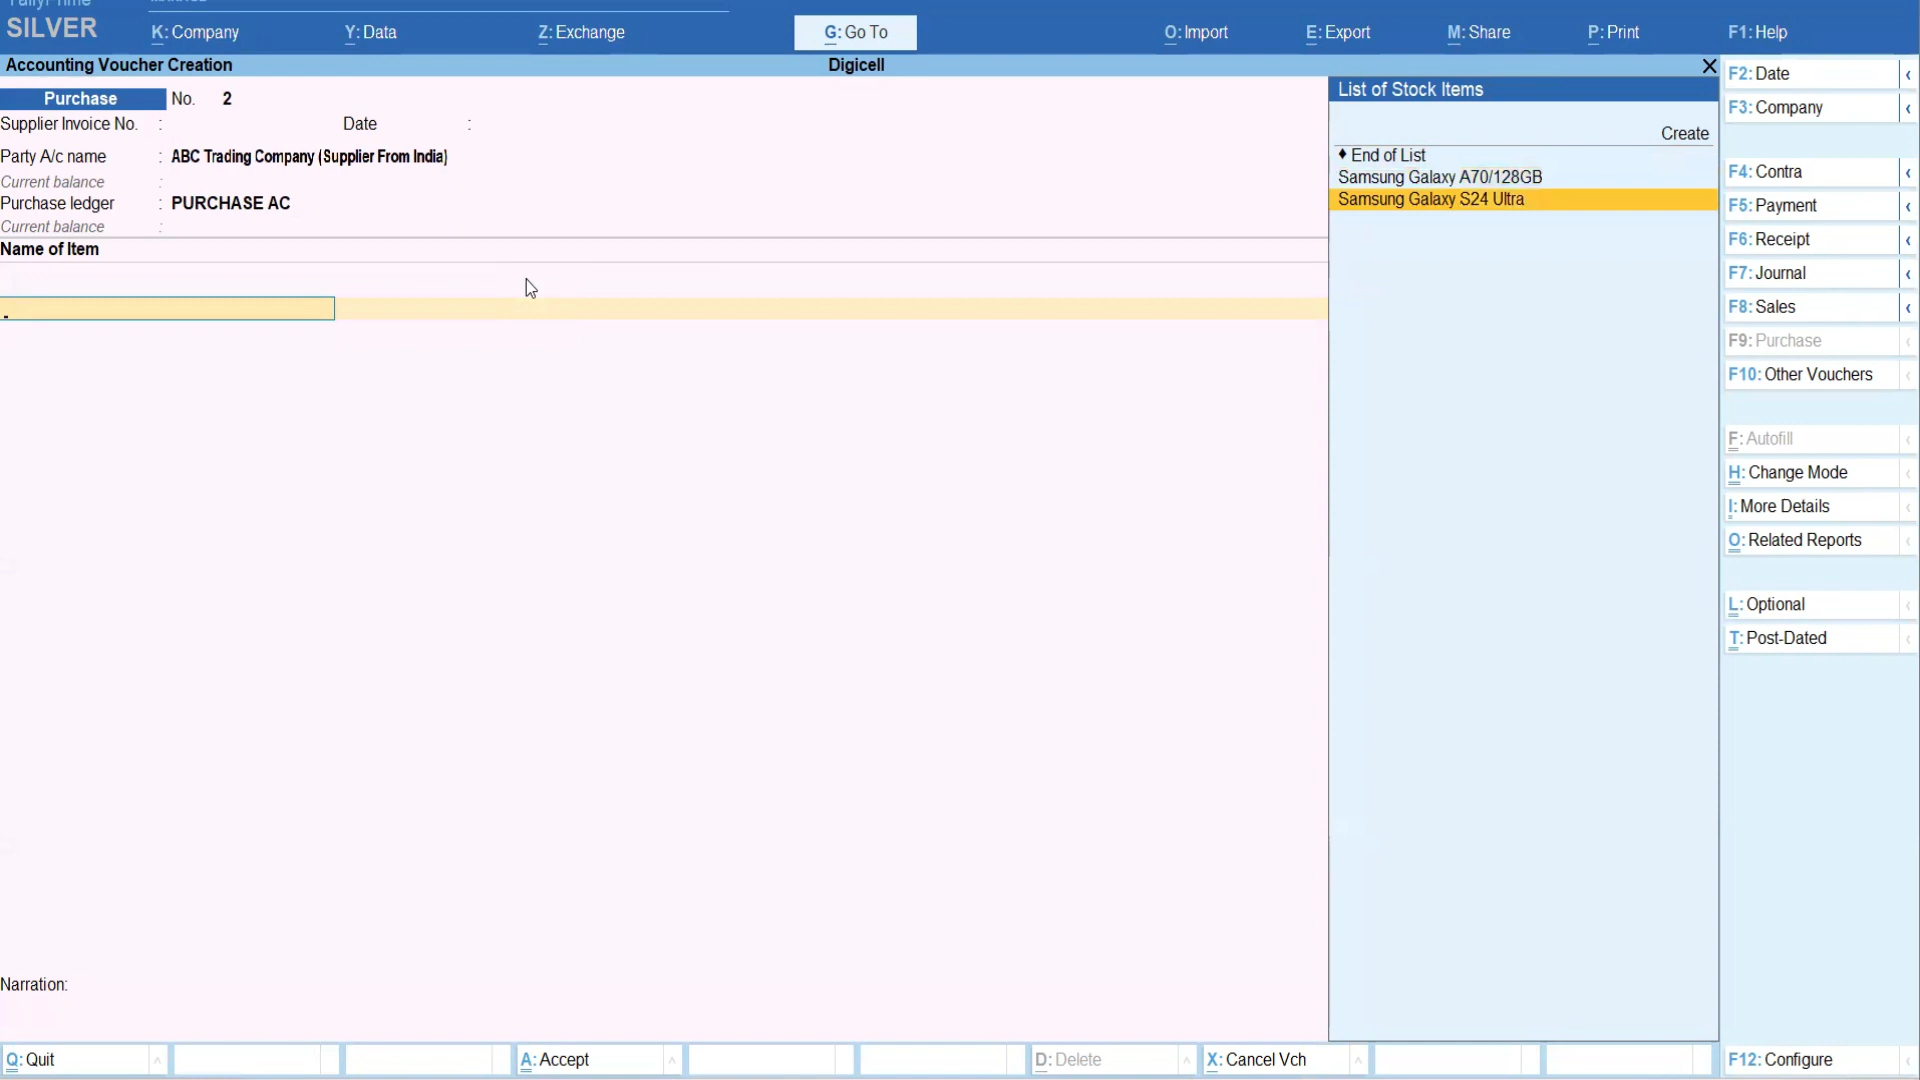 TallyPrime
MANAGE
SILVER
K: Company
Y: Data
Z: Exchange
G: Go To
O: Import
E: Export
M: Share
P: Print
F1: Help
Accounting Voucher Creation
Digicell
X
Purchase No. 2
Supplier Invoice No. : Date :
Party A/c name : ABC Trading Company (Supplier From India)
Current balance :
Purchase ledger : PURCHASE AC
Current balance :
Name of Item
Narration:
List of Stock Items
Create
♦ End of List
Samsung Galaxy A70/128GB
Samsung Galaxy S24 Ultra
F2: Date
F3: Company
F4: Contra
F5: Payment
F6: Receipt
F7: Journal
F8: Sales
F9: Purchase
F10: Other Vouchers
F: Autofill
H: Change Mode
I: More Details
O: Related Reports
L: Optional
T: Post-Dated
Q: Quit
A: Accept
D: Delete
X: Cancel Vch
F12: Configure